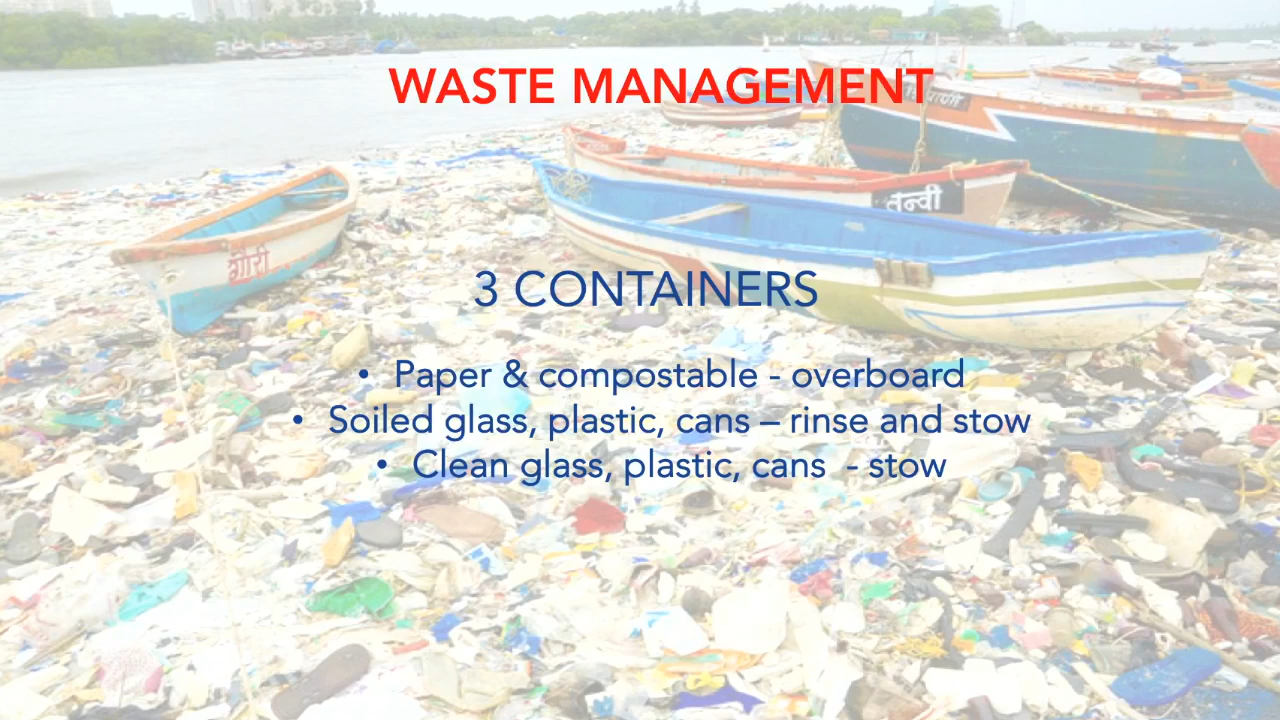 WASTE MANAGEMENT
तन्वी
गौरी
3 CONTAINERS
• Paper & compostable - overboard
• Soiled glass, plastic, cans – rinse and stow
• Clean glass, plastic, cans - stow